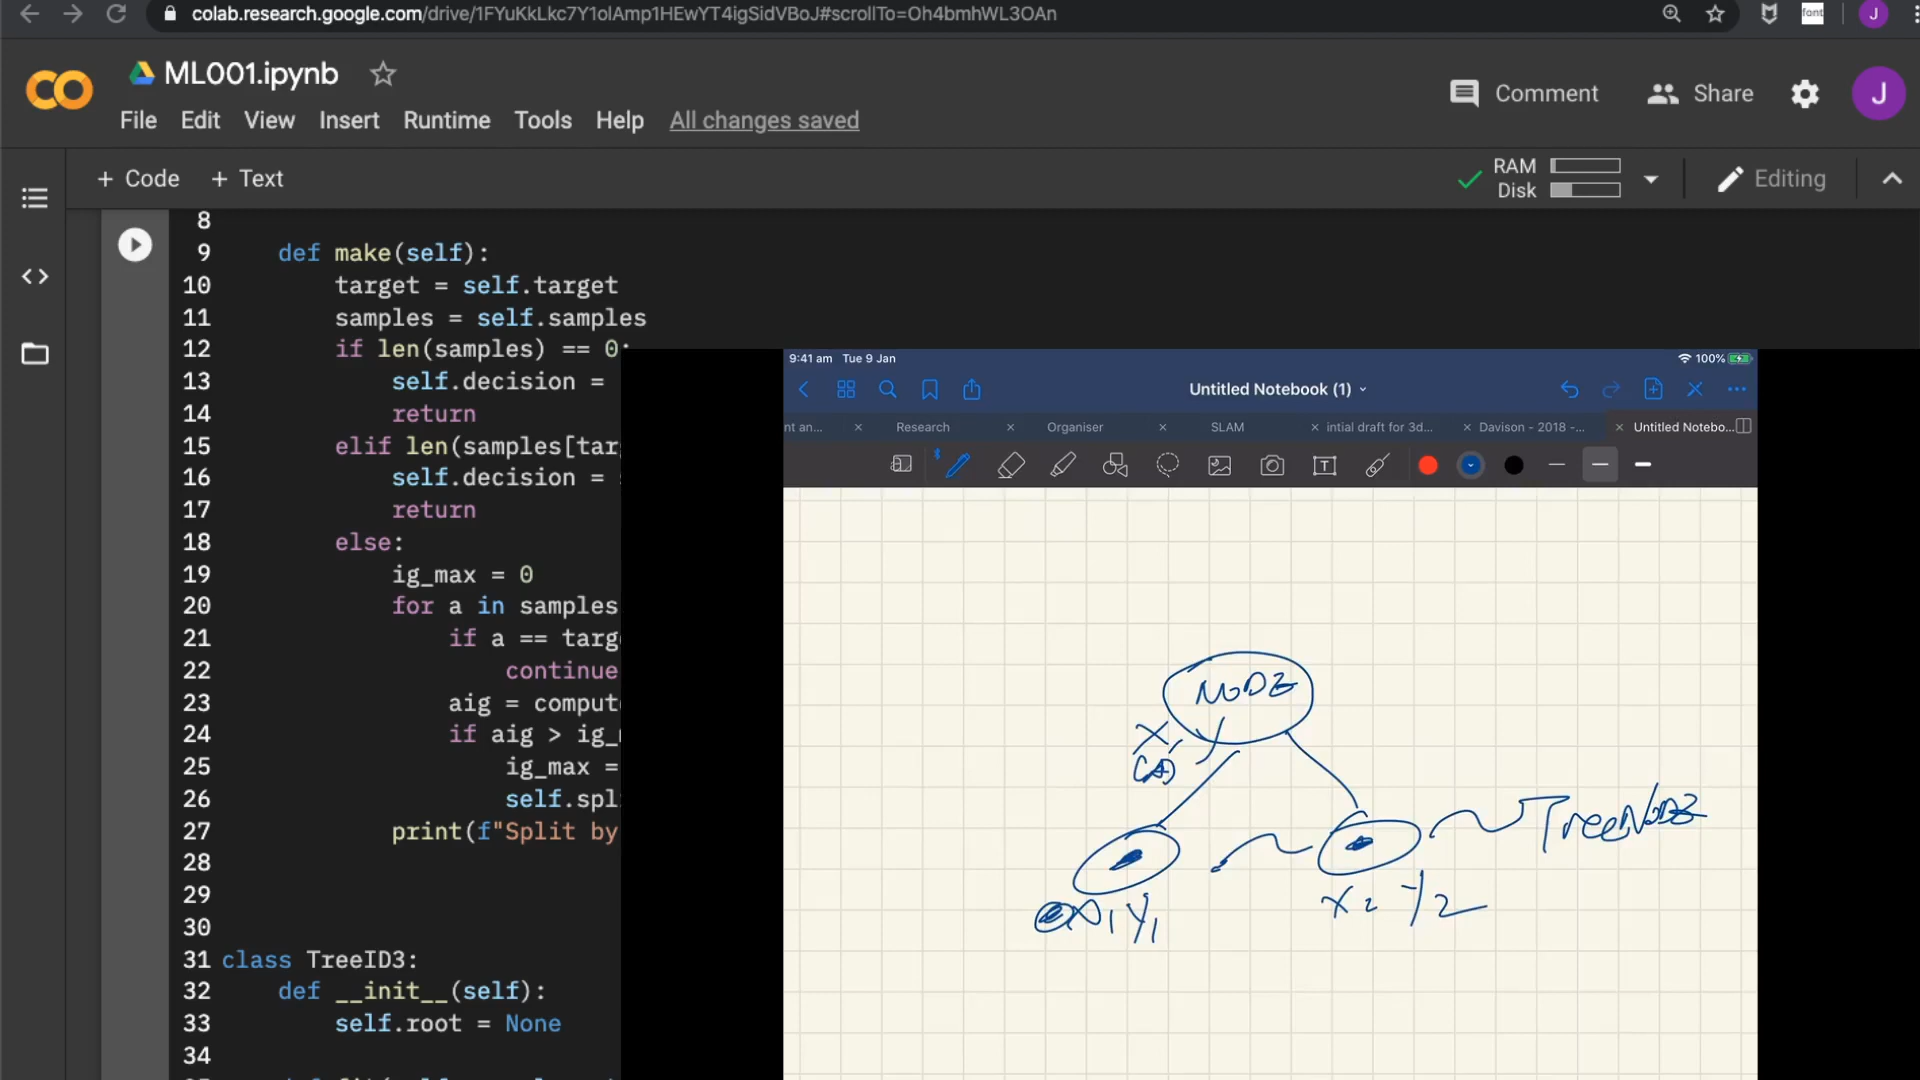 colab.research.google.com/drive/1FYuKkLkc7Y1olAmp1HEwYT4igSidVBoJ#scrollTo=Oh4bmhWL3OAn
font
J
ML001.ipynb
Comment
Share
J
File Edit View Insert Runtime Tools Help All changes saved
+ Code + Text
RAM
Disk
Editing
8
9 def make(self):
10 target = self.target
11 samples = self.samples
12 if len(samples) == 0:
13 self.decision =
14 return
15 elif len(samples[tar
16 self.decision =
17 return
18 else:
19 ig_max = 0
20 for a in samples
21 if a == targ
22 continue
23 aig = comput
24 if aig > ig_
25 ig_max =
26 self.spl
27 print(f"Split by
28
29
30
31 class TreeID3:
32 def __init__(self):
33 self.root = None
34
9:41 am Tue 9 Jan
100%
Untitled Notebook (1)
nt an...
Research
Organiser
SLAM
intial draft for 3d...
Davison - 2018 -...
Untitled Notebo...
T
NODE
X, Y
TreeNODE
X1 Y1
X2 Y2